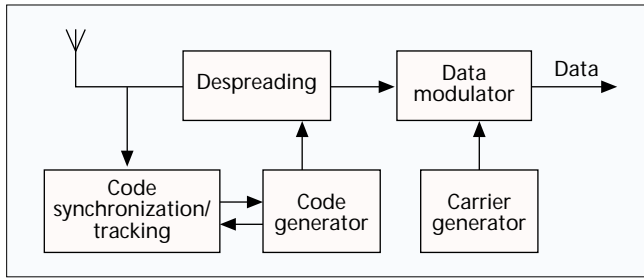 Despreading
Data
modulator
Data
Code
synchronization/
tracking
Code
generator
Carrier
generator